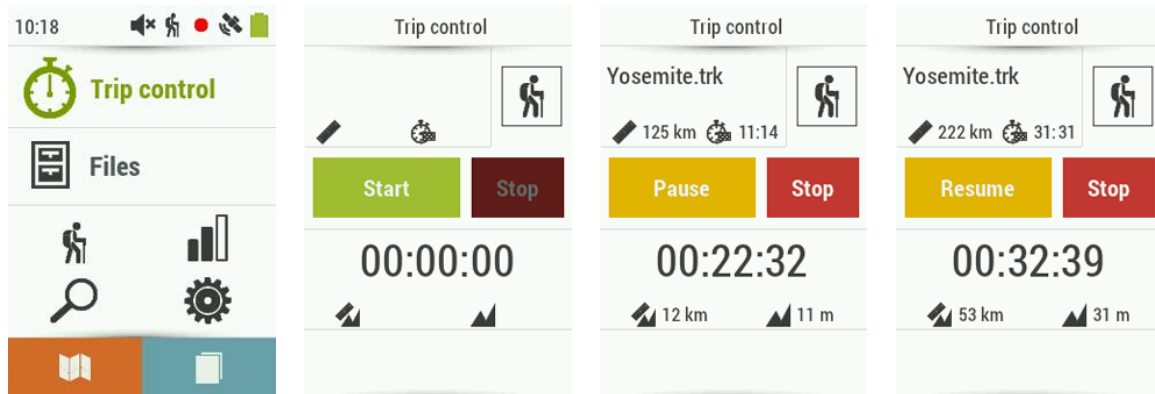 10:18
Trip control
Files
Trip control
Start Stop
00:00:00
Trip control
Yosemite.trk
125 km 11:14
Pause Stop
00:22:32
12 km 11 m
Trip control
Yosemite.trk
222 km 31:31
Resume Stop
00:32:39
53 km 31 m